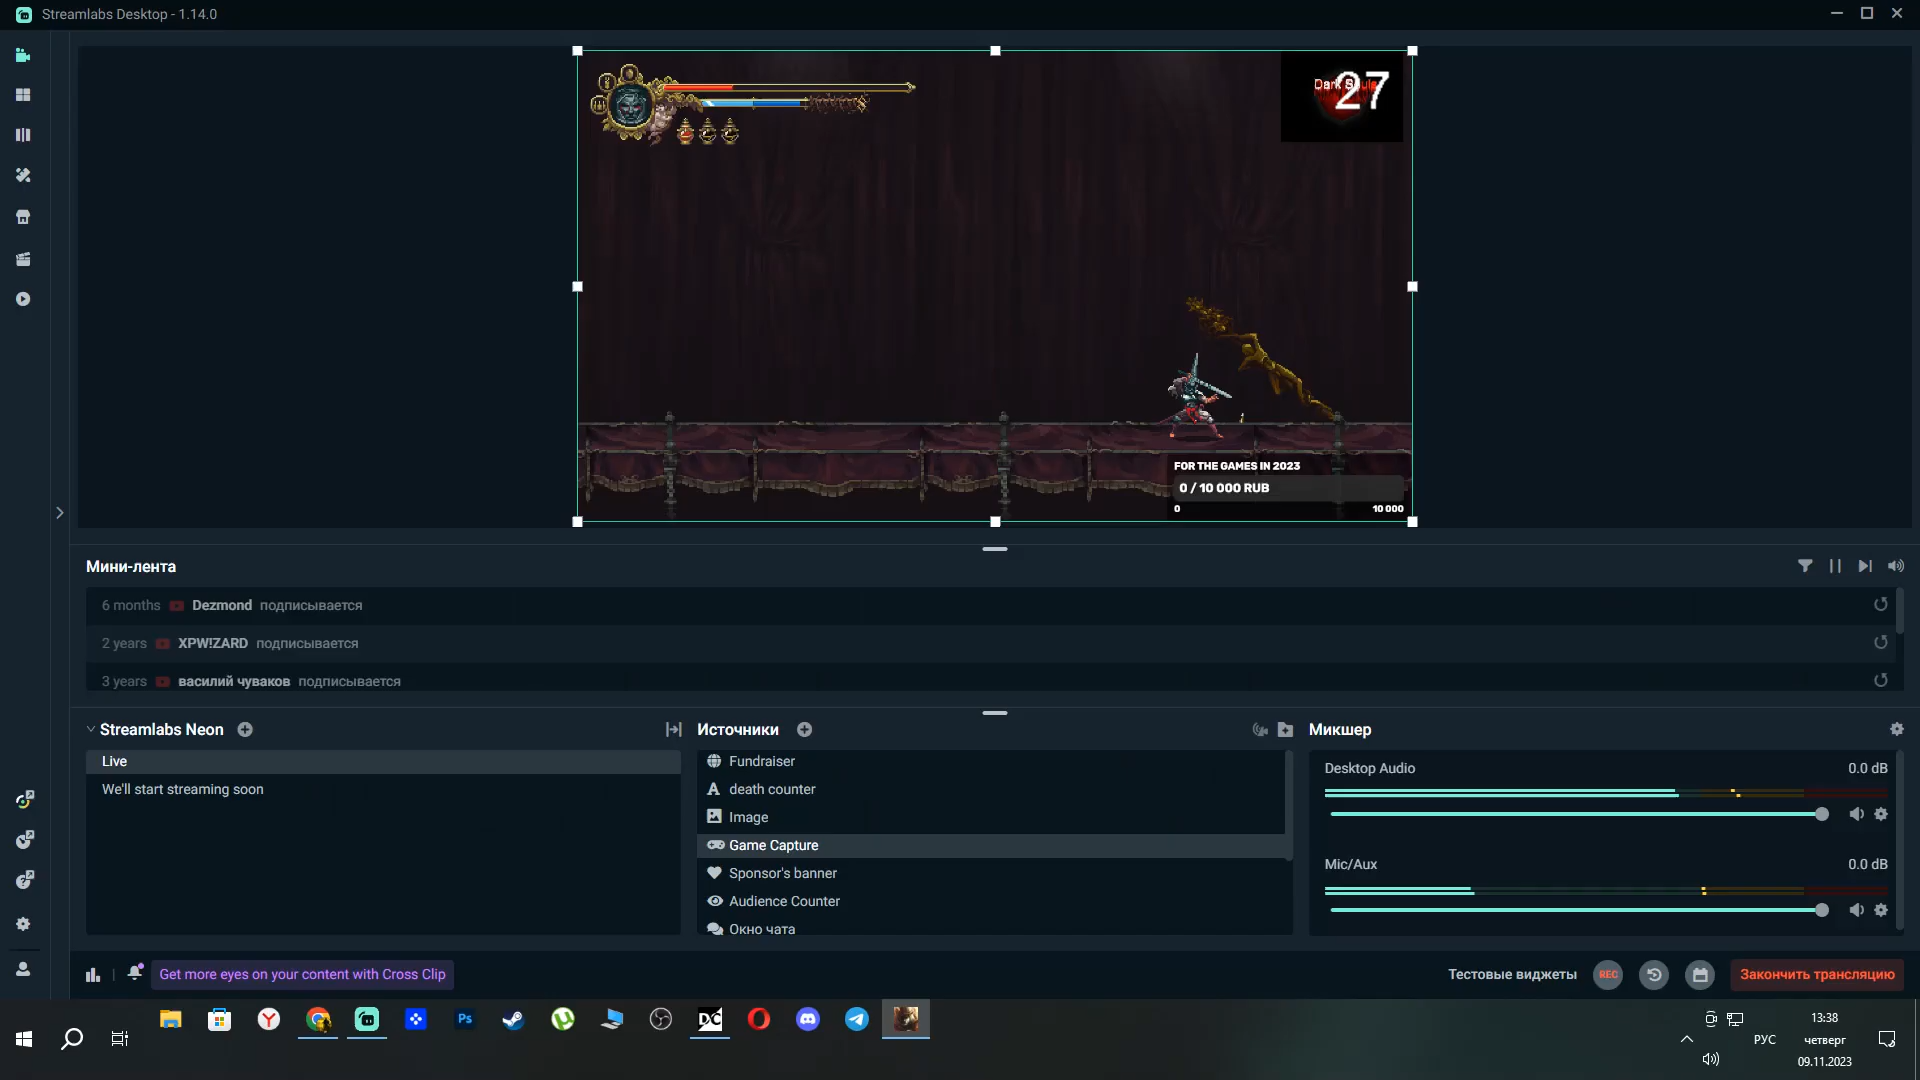 Streamlabs Desktop - 1.14.0
27
FOR THE GAMES IN 2023
0 / 10 000 RUB
0
10 000
Мини-лента
6 months Dezmond подписывается
2 years XPW!ZARD подписывается
3 years василий чуваков подписывается
Streamlabs Neon
Live
We'll start streaming soon
Источники
Fundraiser
death counter
Image
Game Capture
Sponsor's banner
Audience Counter
Окно чата
Микшер
Desktop Audio
0.0 dB
Mic/Aux
0.0 dB
Get more eyes on your content with Cross Clip
Тестовые виджеты
REC
Закончить трансляцию
Ps
DC
РУС
13:38
четверг
09.11.2023